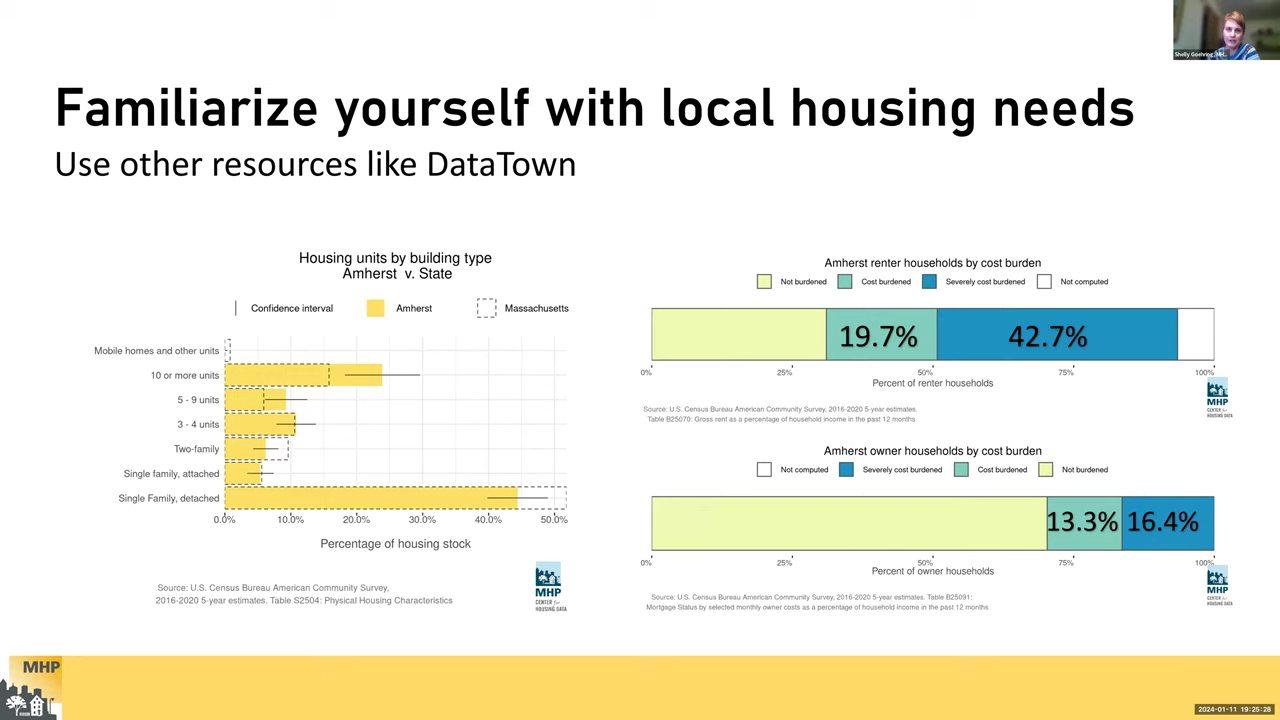 Shelly Goehring, MH...
Familiarize yourself with local housing needs
Use other resources like DataTown
Housing units by building type
Amherst v. State
Confidence interval
Amherst
Massachusetts
Mobile homes and other units
10 or more units
5 - 9 units
3 - 4 units
Two-family
Single family, attached
Single Family, detached
0.0% 10.0% 20.0% 30.0% 40.0% 50.0%
Percentage of housing stock
Source: U.S. Census Bureau American Community Survey,
2016-2020 5-year estimates. Table S2504: Physical Housing Characteristics
MHP
CENTER for
HOUSING DATA
Amherst renter households by cost burden
Not burdened Cost burdened Severely cost burdened Not computed
19.7% 42.7%
0% 25% 50% 75% 100%
Percent of renter households
Source: U.S. Census Bureau American Community Survey, 2016-2020 5-year estimates.
Table B25070: Gross rent as a percentage of household income in the past 12 months
MHP
CENTER for
HOUSING DATA
Amherst owner households by cost burden
Not computed Severely cost burdened Cost burdened Not burdened
13.3% 16.4%
0% 25% 50% 75% 100%
Percent of owner households
Source: U.S. Census Bureau American Community Survey, 2016-2020 5-year estimates. Table B25091:
Mortgage Status by selected monthly owner costs as a percentage of household income in the past 12 months
MHP
CENTER for
HOUSING DATA
MHP
2024-01-11 19:25:28